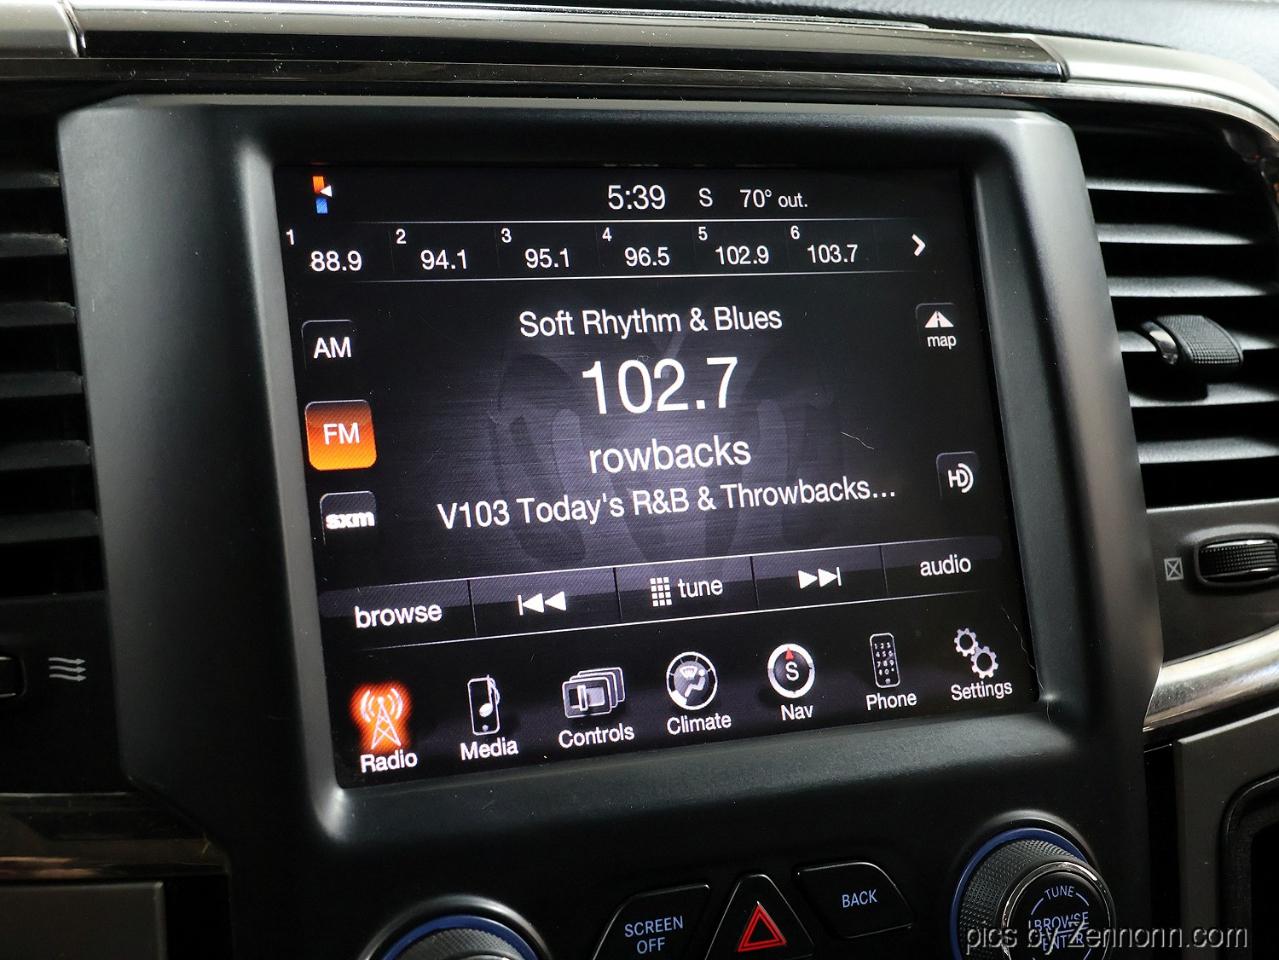 5:39 S 70° out.
1 88.9 2 94.1 3 95.1 4 96.5 5 102.9 6 103.7
Soft Rhythm & Blues
AM
map
102.7
FM
rowbacks
HD
sxm
V103 Today's R&B & Throwbacks...
browse tune audio
Radio Media Controls Climate Nav Phone Settings
S
SCREEN
OFF
BACK
TUNE
BROWSE
ENTER
pics by Zennonn.com